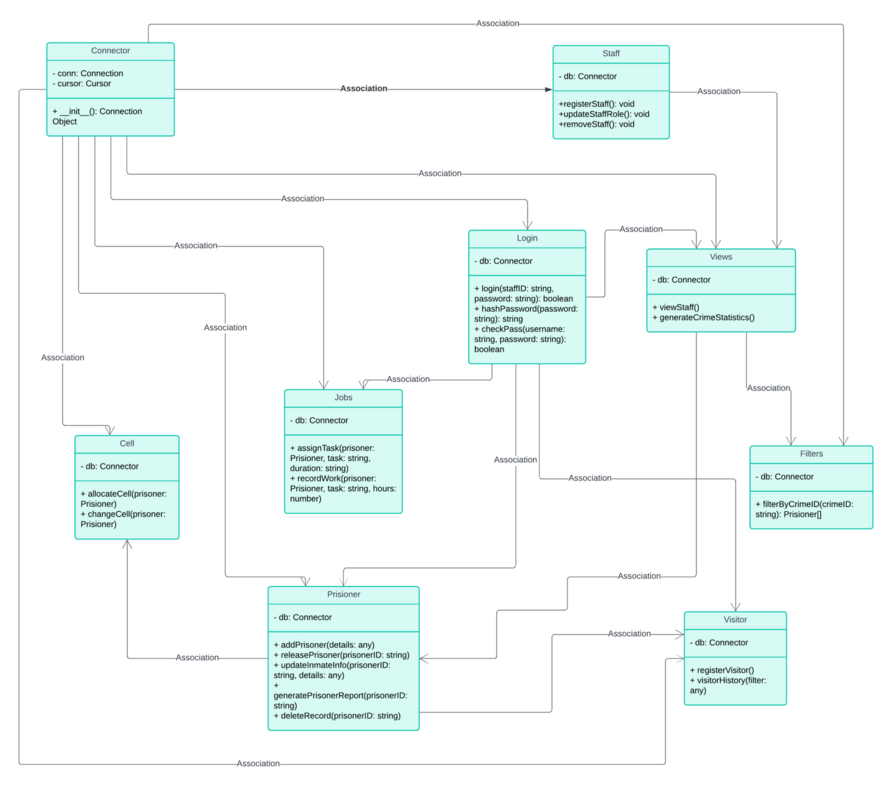 Association
Connector
- conn: Connection
- cursor: Cursor
+ __init__(): Connection
Object
Association
Staff
- db: Connector
+registerStaff(): void
+updateStaffRole(): void
+removeStaff(): void
Association
Association
Association
Association
Login
- db: Connector
+ login(staffID: string,
password: string): boolean
+ hashPassword(password:
string): string
+ checkPass(username:
string, password: string):
boolean
Association
Views
- db: Connector
+ viewStaff()
+ generateCrimeStatistics()
Association
Association
Association
Jobs
- db: Connector
+ assignTask(prisoner:
Prisioner, task: string,
duration: string)
+ recordWork(prisoner:
Prisioner, task: string, hours:
number)
Association
Cell
- db: Connector
+ allocateCell(prisoner:
Prisioner)
+ changeCell(prisoner:
Prisioner)
Association
Filters
- db: Connector
+ filterByCrimeID(crimeID:
string): Prisioner[]
Association
Association
Association
Prisioner
- db: Connector
+ addPrisoner(details: any)
+ releasePrisoner(prisonerID: string)
+ updateInmateInfo(prisonerID:
string, details: any)
+
generatePrisonerReport(prisonerID:
string)
+ deleteRecord(prisonerID: string)
Association
Visitor
- db: Connector
+ registerVisitor()
+ visitorHistory(filter:
any)
Association
Association